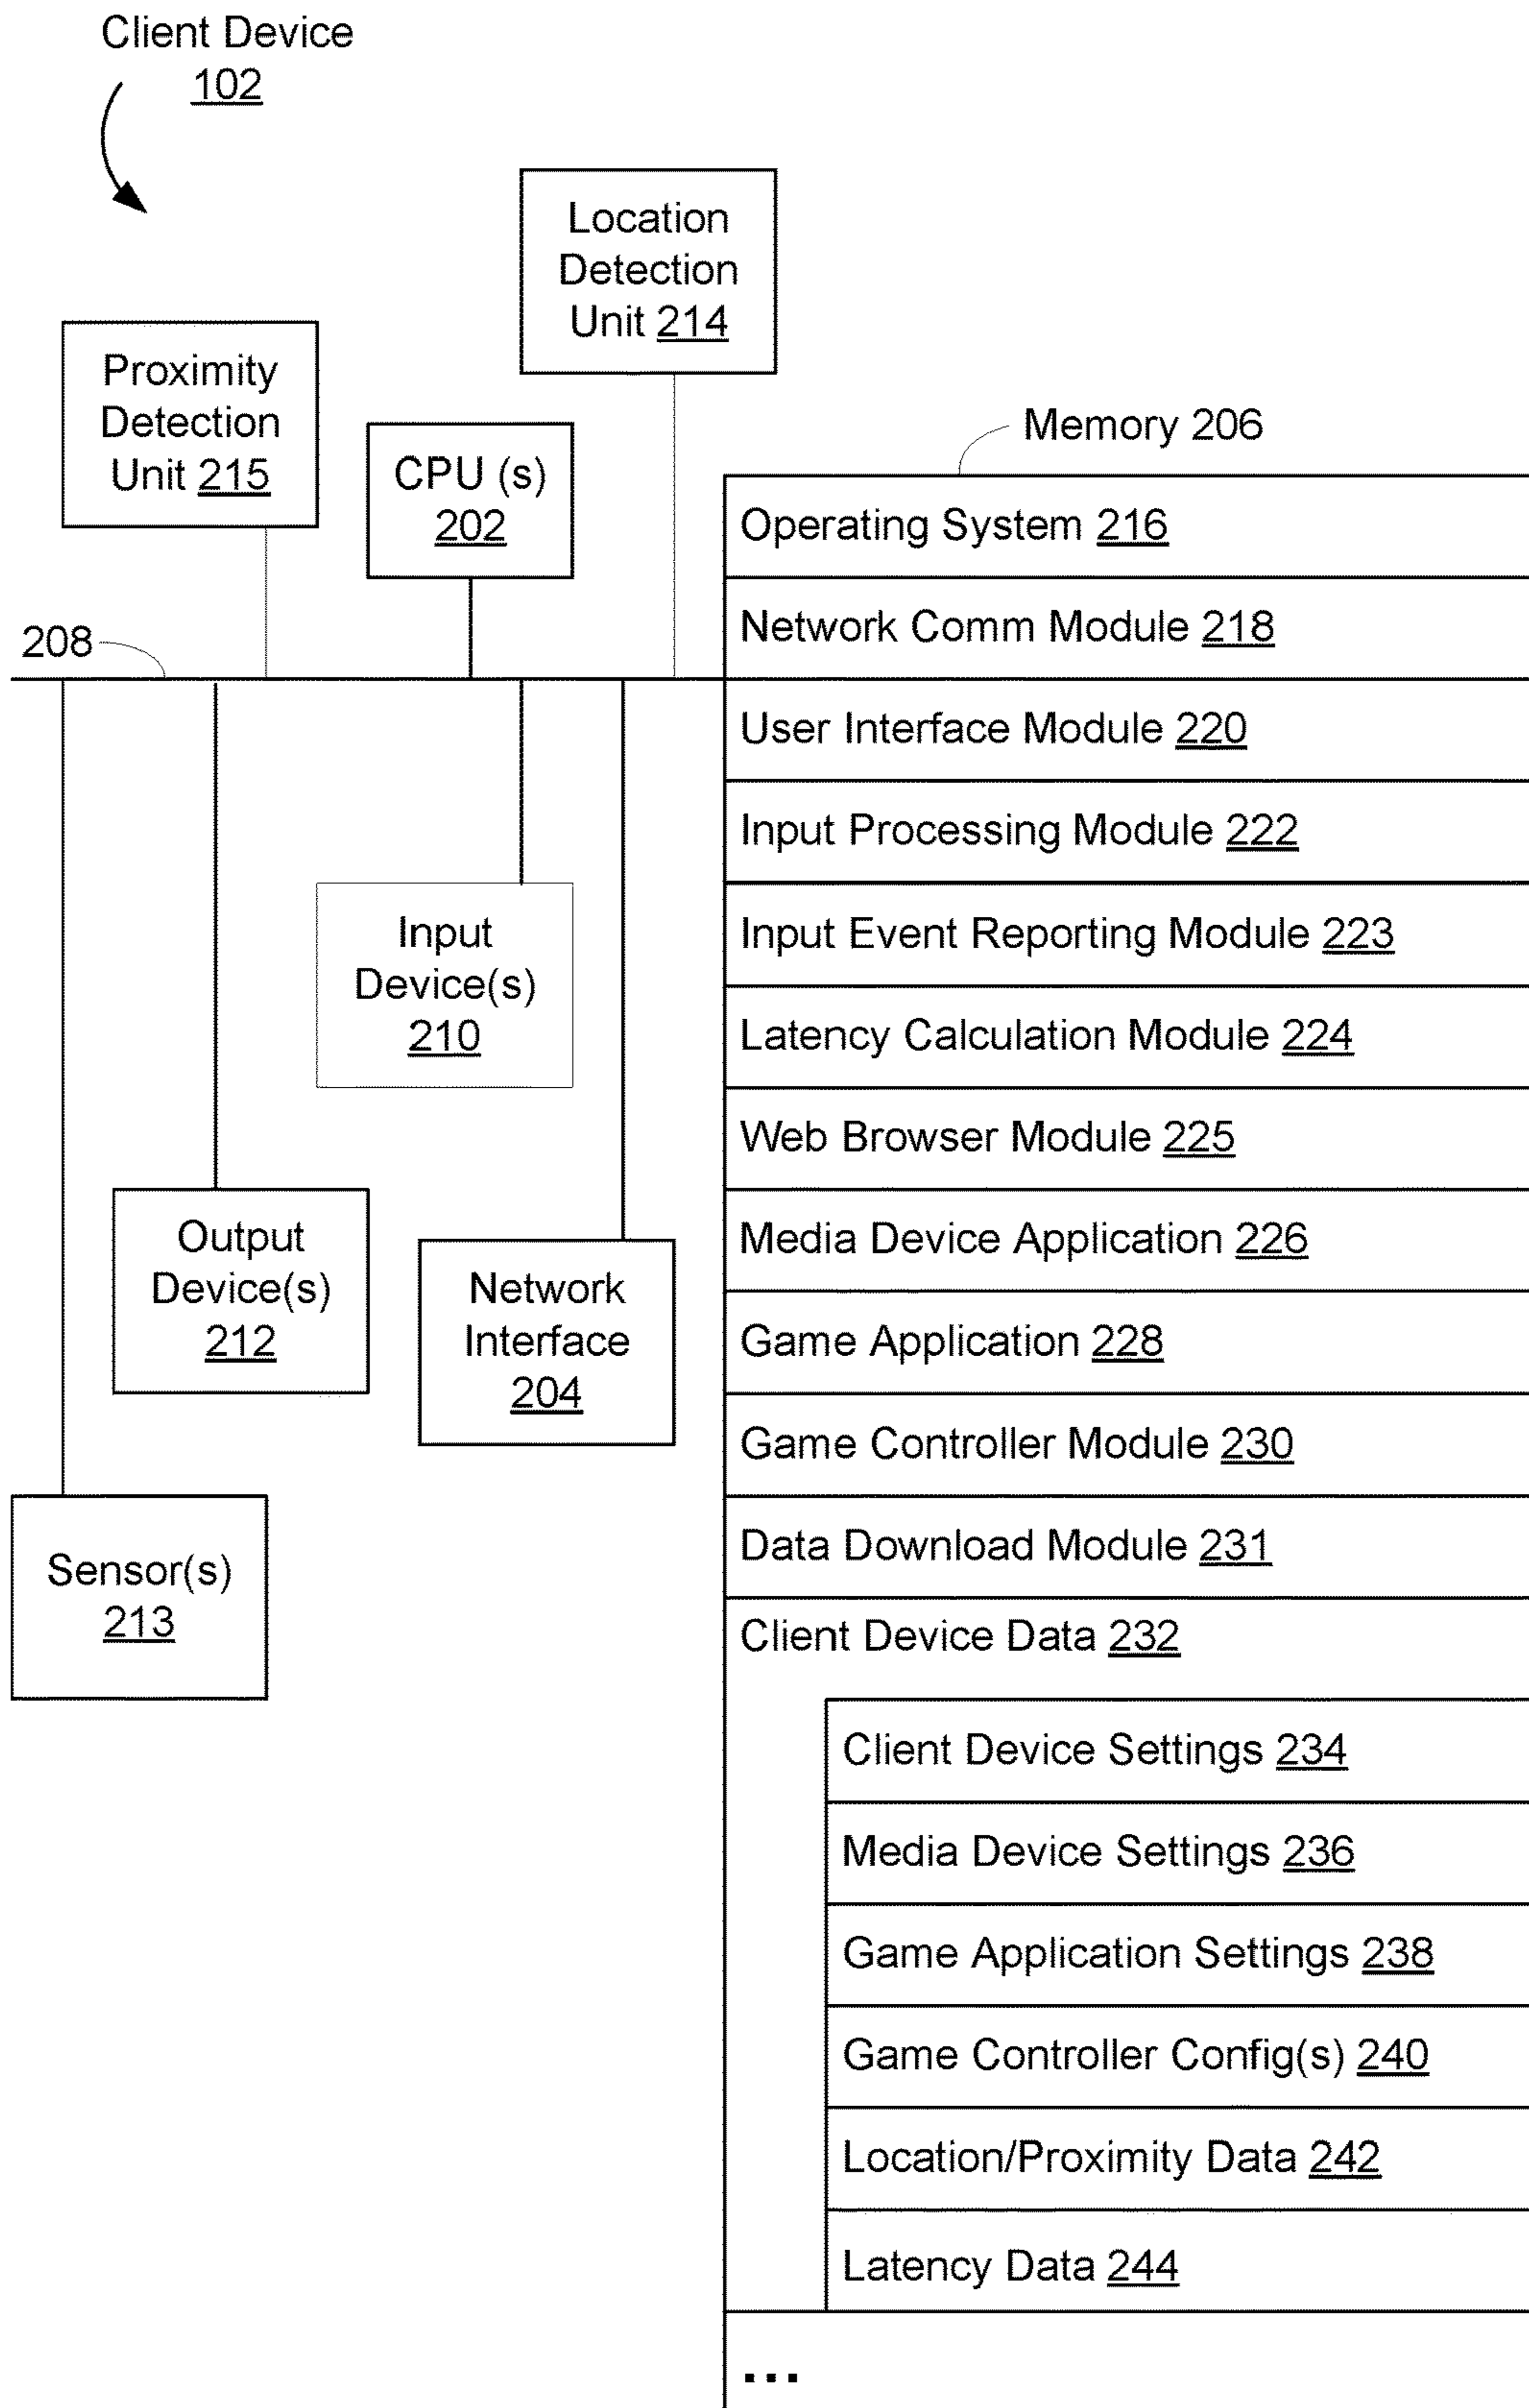 Client Device
102
Location
Detection
Unit 214
Proximity
Detection
Unit 215
CPU (s)
202
208
Input
Device(s)
210
Output
Device(s)
212
Network
Interface
204
Sensor(s)
213
Memory 206
Operating System 216
Network Comm Module 218
User Interface Module 220
Input Processing Module 222
Input Event Reporting Module 223
Latency Calculation Module 224
Web Browser Module 225
Media Device Application 226
Game Application 228
Game Controller Module 230
Data Download Module 231
Client Device Data 232
Client Device Settings 234
Media Device Settings 236
Game Application Settings 238
Game Controller Config(s) 240
Location/Proximity Data 242
Latency Data 244
...